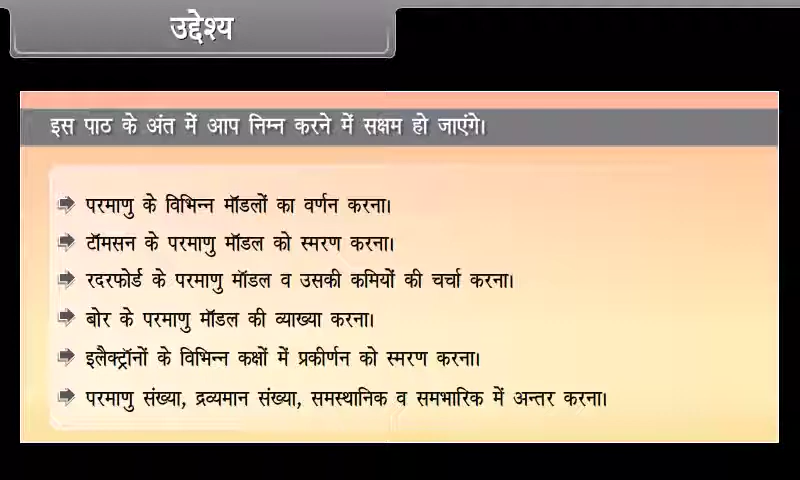 उद्देश्य
इस पाठ के अंत में आप निम्न करने में सक्षम हो जाएंगे।
परमाणु के विभिन्न मॉडलों का वर्णन करना।
टॉमसन के परमाणु मॉडल को स्मरण करना।
रदरफोर्ड के परमाणु मॉडल व उसकी कमियों की चर्चा करना।
बोर के परमाणु मॉडल की व्याख्या करना।
इलैक्ट्रॉनों के विभिन्न कक्षों में प्रकीर्णन को स्मरण करना।
परमाणु संख्या, द्रव्यमान संख्या, समस्थानिक व समभारिक में अन्तर करना।